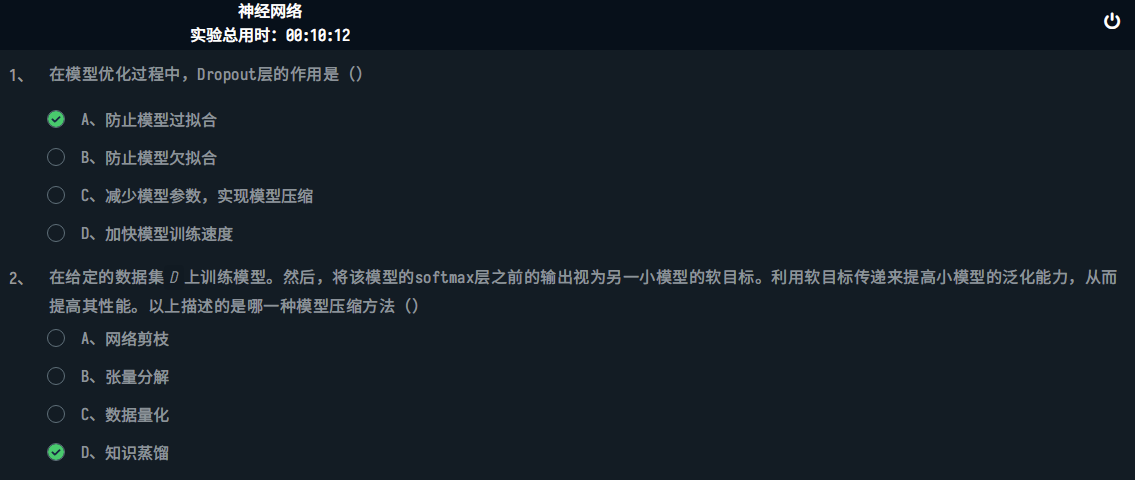 神经网络
实验总用时：00:10:12
1、 在模型优化过程中，Dropout层的作用是（）
A、防止模型过拟合
B、防止模型欠拟合
C、减少模型参数，实现模型压缩
D、加快模型训练速度
2、 在给定的数据集 D 上训练模型。然后，将该模型的softmax层之前的输出视为另一小模型的软目标。利用软目标传递来提高小模型的泛化能力，从而
提高其性能。以上描述的是哪一种模型压缩方法（）
A、网络剪枝
B、张量分解
C、数据量化
D、知识蒸馏